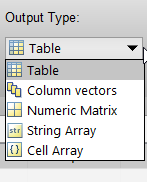 Output Type:
Table
Table
Column vectors
Numeric Matrix
str String Array
{} Cell Array